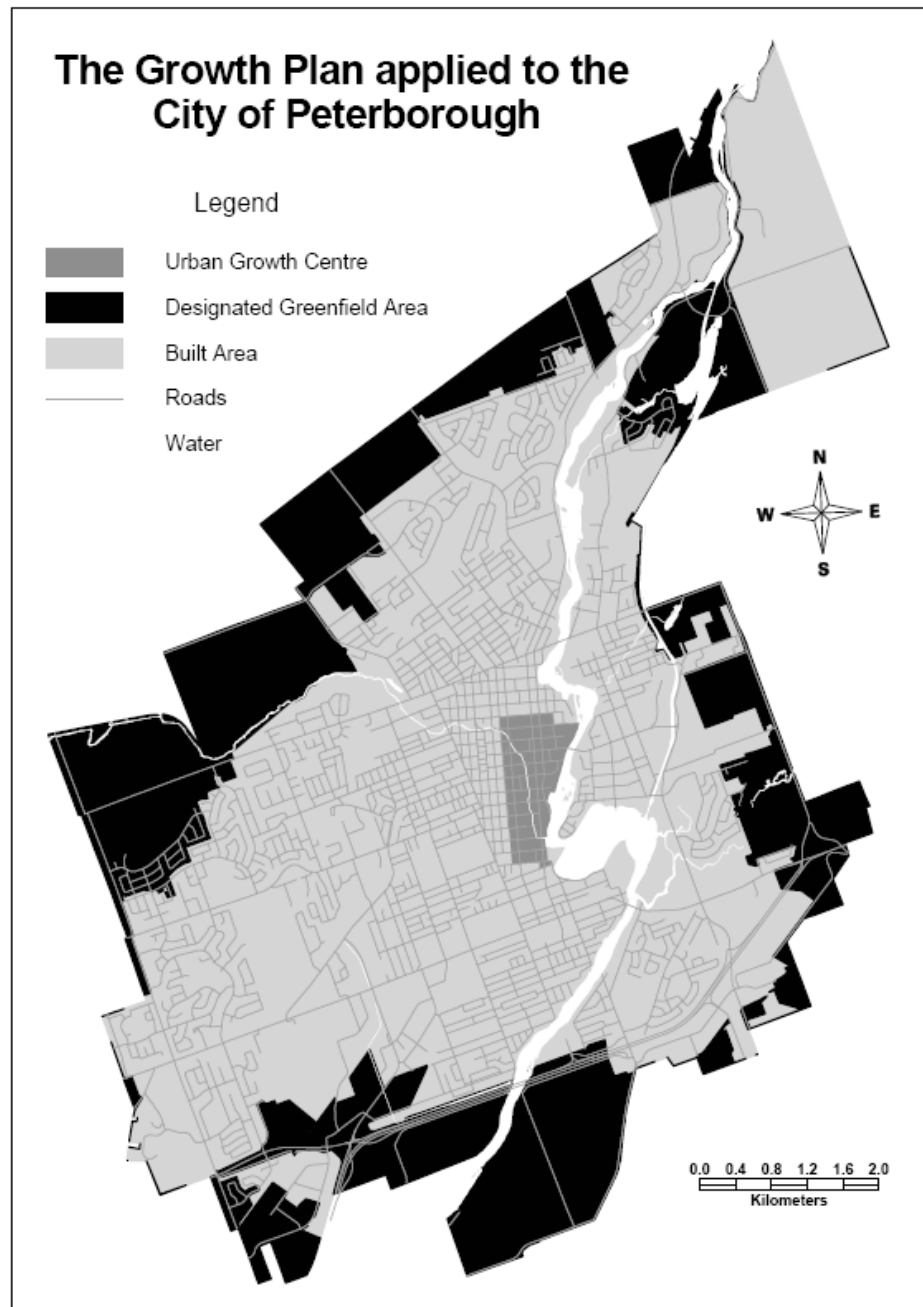 The Growth Plan applied to the
City of Peterborough
Legend
Urban Growth Centre
Designated Greenfield Area
Built Area
Roads
Water
N
W E
S
0.0 0.4 0.8 1.2 1.6 2.0
Kilometers